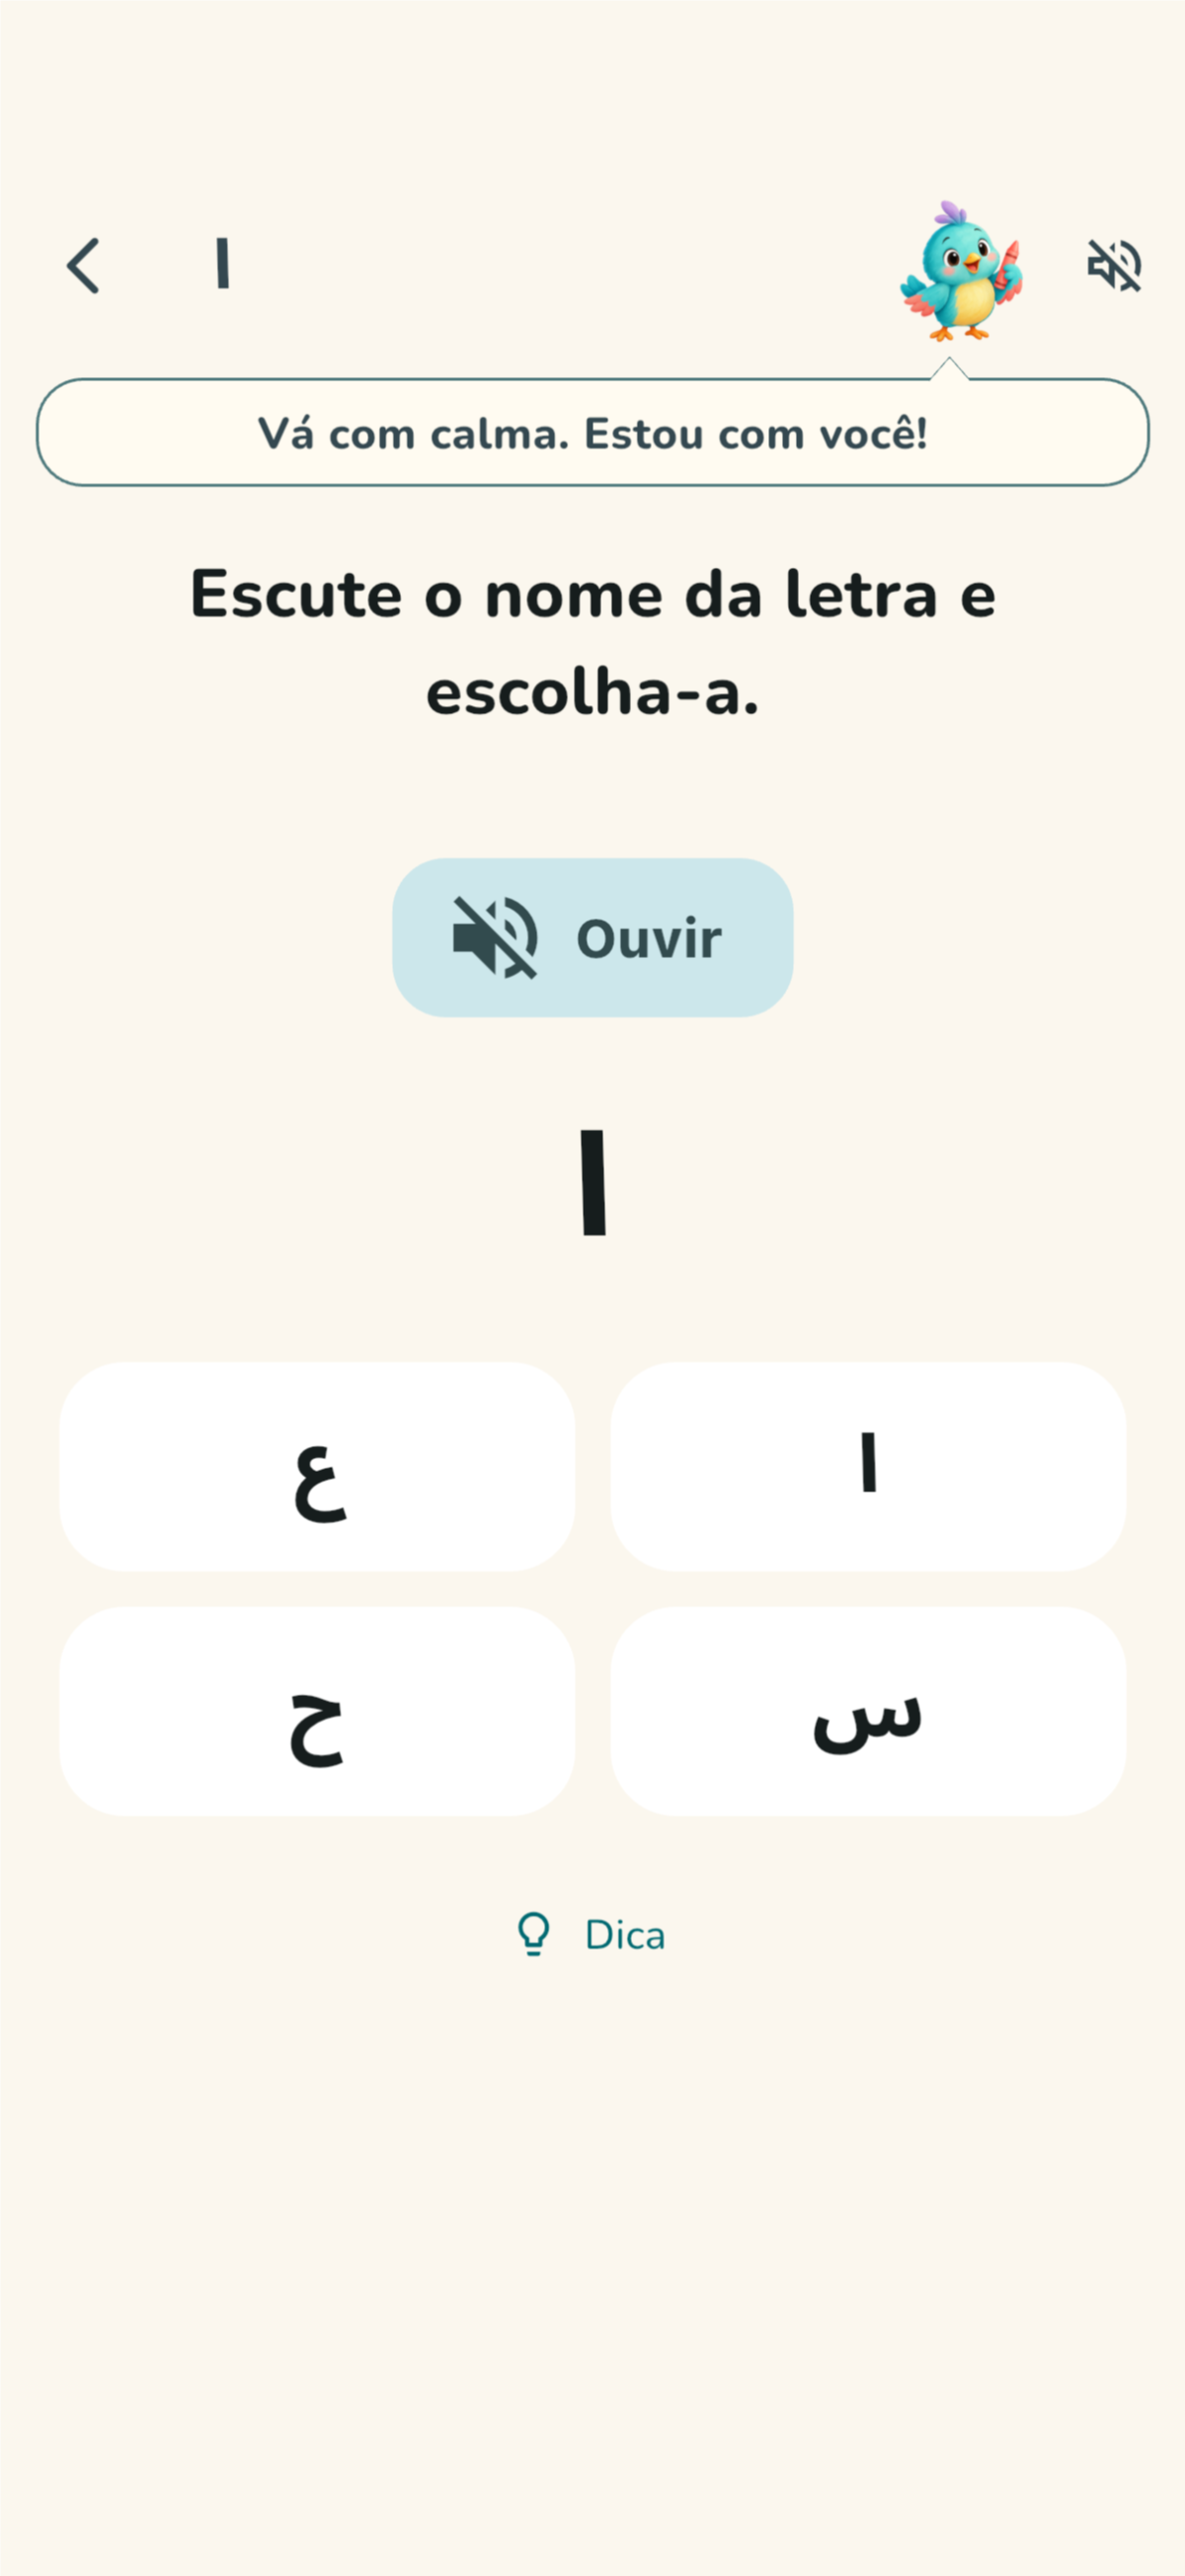 ا
Vá com calma. Estou com você!
Escute o nome da letra e
escolha-a.
Ouvir
ا
ع
ا
ح
س
Dica